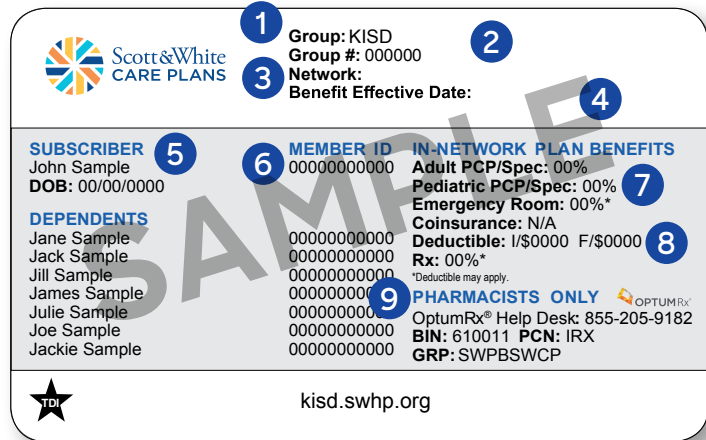 1
Group: KISD
2
Group #: 000000
Scott&White
CARE PLANS
3
Network:
Benefit Effective Date:
4
SAMPLE
SUBSCRIBER
5
MEMBER ID
6
IN-NETWORK PLAN BENEFITS
John Sample
00000000000
Adult PCP/Spec: 00%
DOB: 00/00/0000
Pediatric PCP/Spec: 00%
7
Emergency Room: 00%*
DEPENDENTS
Coinsurance: N/A
Jane Sample
00000000000
Deductible: I/$0000 F/$0000
8
Jack Sample
00000000000
Rx: 00%*
Jill Sample
00000000000
*Deductible may apply.
James Sample
00000000000
9
PHARMACISTS ONLY
OPTUMRx®
Julie Sample
00000000000
OptumRx® Help Desk: 855-205-9182
Joe Sample
00000000000
BIN: 610011 PCN: IRX
Jackie Sample
00000000000
GRP: SWPBSWCP
TDI
kisd.swhp.org